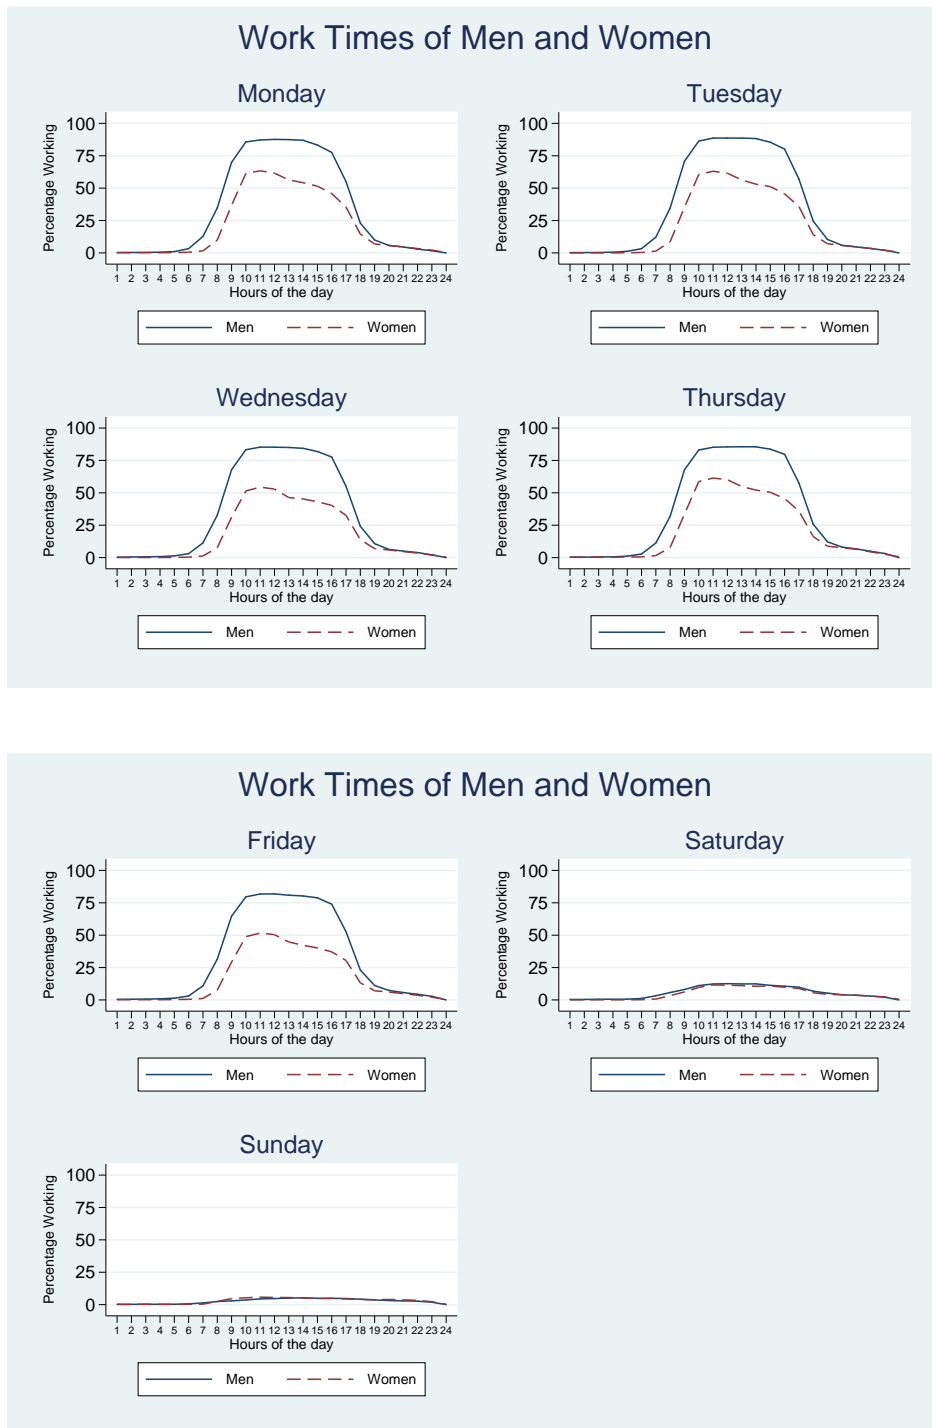 Work Times of Men and Women
Monday
Percentage Working
100
75
50
25
0
1 2 3 4 5 6 7 8 9 10 11 12 13 14 15 16 17 18 19 20 21 22 23 24
Hours of the day
Men Women
Tuesday
Percentage Working
100
75
50
25
0
1 2 3 4 5 6 7 8 9 10 11 12 13 14 15 16 17 18 19 20 21 22 23 24
Hours of the day
Men Women
Wednesday
Percentage Working
100
75
50
25
0
1 2 3 4 5 6 7 8 9 10 11 12 13 14 15 16 17 18 19 20 21 22 23 24
Hours of the day
Men Women
Thursday
Percentage Working
100
75
50
25
0
1 2 3 4 5 6 7 8 9 10 11 12 13 14 15 16 17 18 19 20 21 22 23 24
Hours of the day
Men Women
Work Times of Men and Women
Friday
Percentage Working
100
75
50
25
0
1 2 3 4 5 6 7 8 9 10 11 12 13 14 15 16 17 18 19 20 21 22 23 24
Hours of the day
Men Women
Saturday
Percentage Working
100
75
50
25
0
1 2 3 4 5 6 7 8 9 10 11 12 13 14 15 16 17 18 19 20 21 22 23 24
Hours of the day
Men Women
Sunday
Percentage Working
100
75
50
25
0
1 2 3 4 5 6 7 8 9 10 11 12 13 14 15 16 17 18 19 20 21 22 23 24
Hours of the day
Men Women